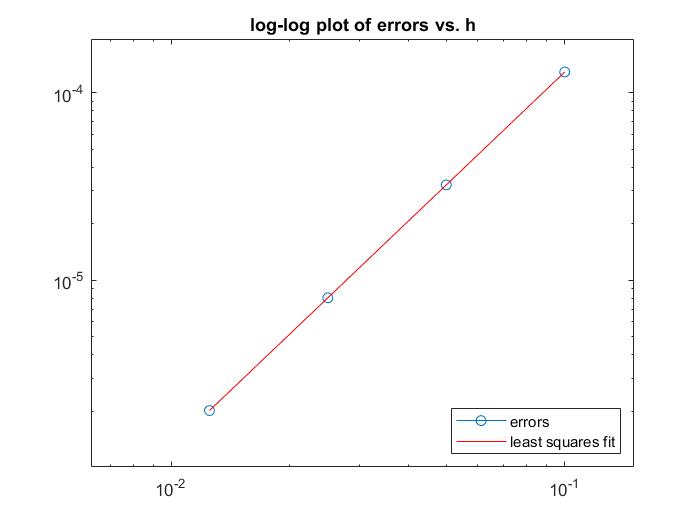 log-log plot of errors vs. h
10-4
10-5
errors
least squares fit
10-2
10-1